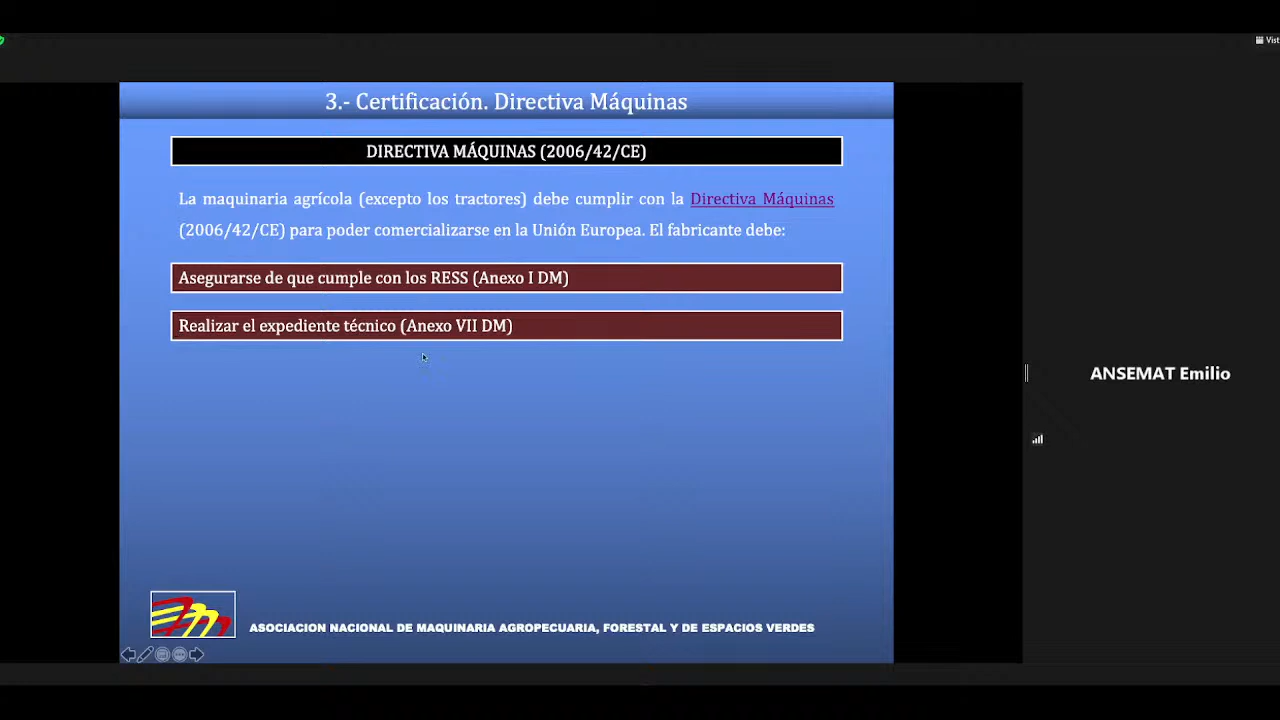 Vist
3.- Certificación. Directiva Máquinas
DIRECTIVA MÁQUINAS (2006/42/CE)
La maquinaria agrícola (excepto los tractores) debe cumplir con la Directiva Máquinas
(2006/42/CE) para poder comercializarse en la Unión Europea. El fabricante debe:
Asegurarse de que cumple con los RESS (Anexo I DM)
Realizar el expediente técnico (Anexo VII DM)
ANSEMAT Emilio
ASOCIACION NACIONAL DE MAQUINARIA AGROPECUARIA, FORESTAL Y DE ESPACIOS VERDES